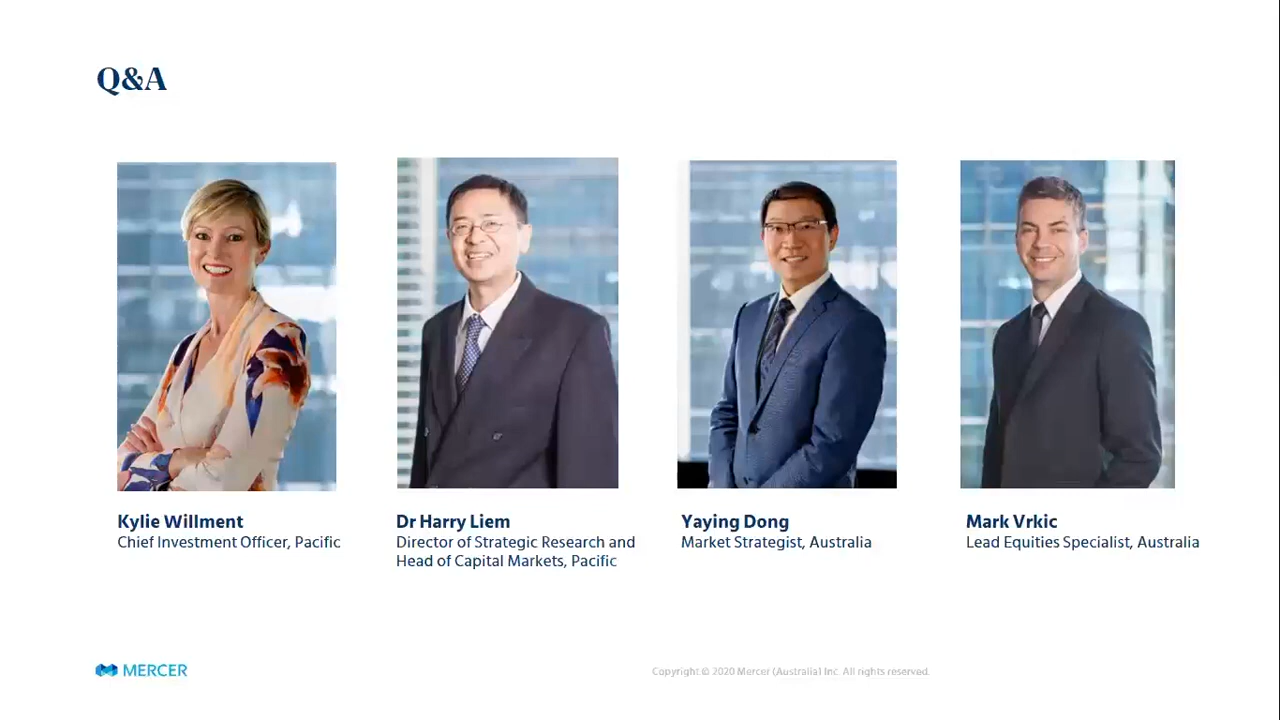 Q&A
Kylie Willment
Chief Investment Officer, Pacific
Dr Harry Liem
Director of Strategic Research and
Head of Capital Markets, Pacific
Yaying Dong
Market Strategist, Australia
Mark Vrkic
Lead Equities Specialist, Australia
MERCER
Copyright © 2020 Mercer (Australia) Inc. All rights reserved.